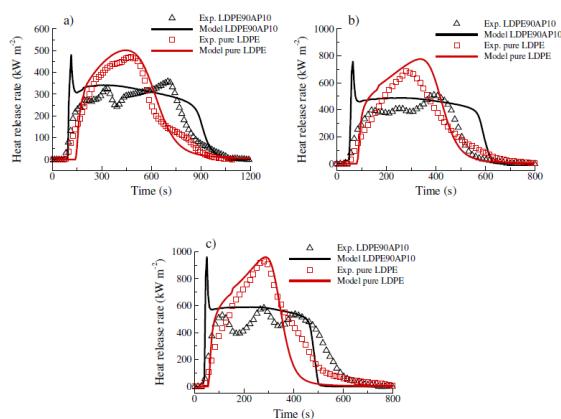 a)
Exp. LDPE90AP10
Model LDPE90AP10
Exp. pure LDPE
Model pure LDPE
Heat release rate (kW m⁻²)
600
500
400
300
200
100
0
0 300 600 900 1200
Time (s)
b)
Exp. LDPE90AP10
Model LDPE90AP10
Exp. pure LDPE
Model pure LDPE
Heat release rate (kW m⁻²)
1000
800
600
400
200
0
0 200 400 600 800
Time (s)
c)
Exp. LDPE90AP10
Model LDPE90AP10
Exp. pure LDPE
Model pure LDPE
Heat release rate (kW m⁻²)
1000
800
600
400
200
0
0 200 400 600 800
Time (s)